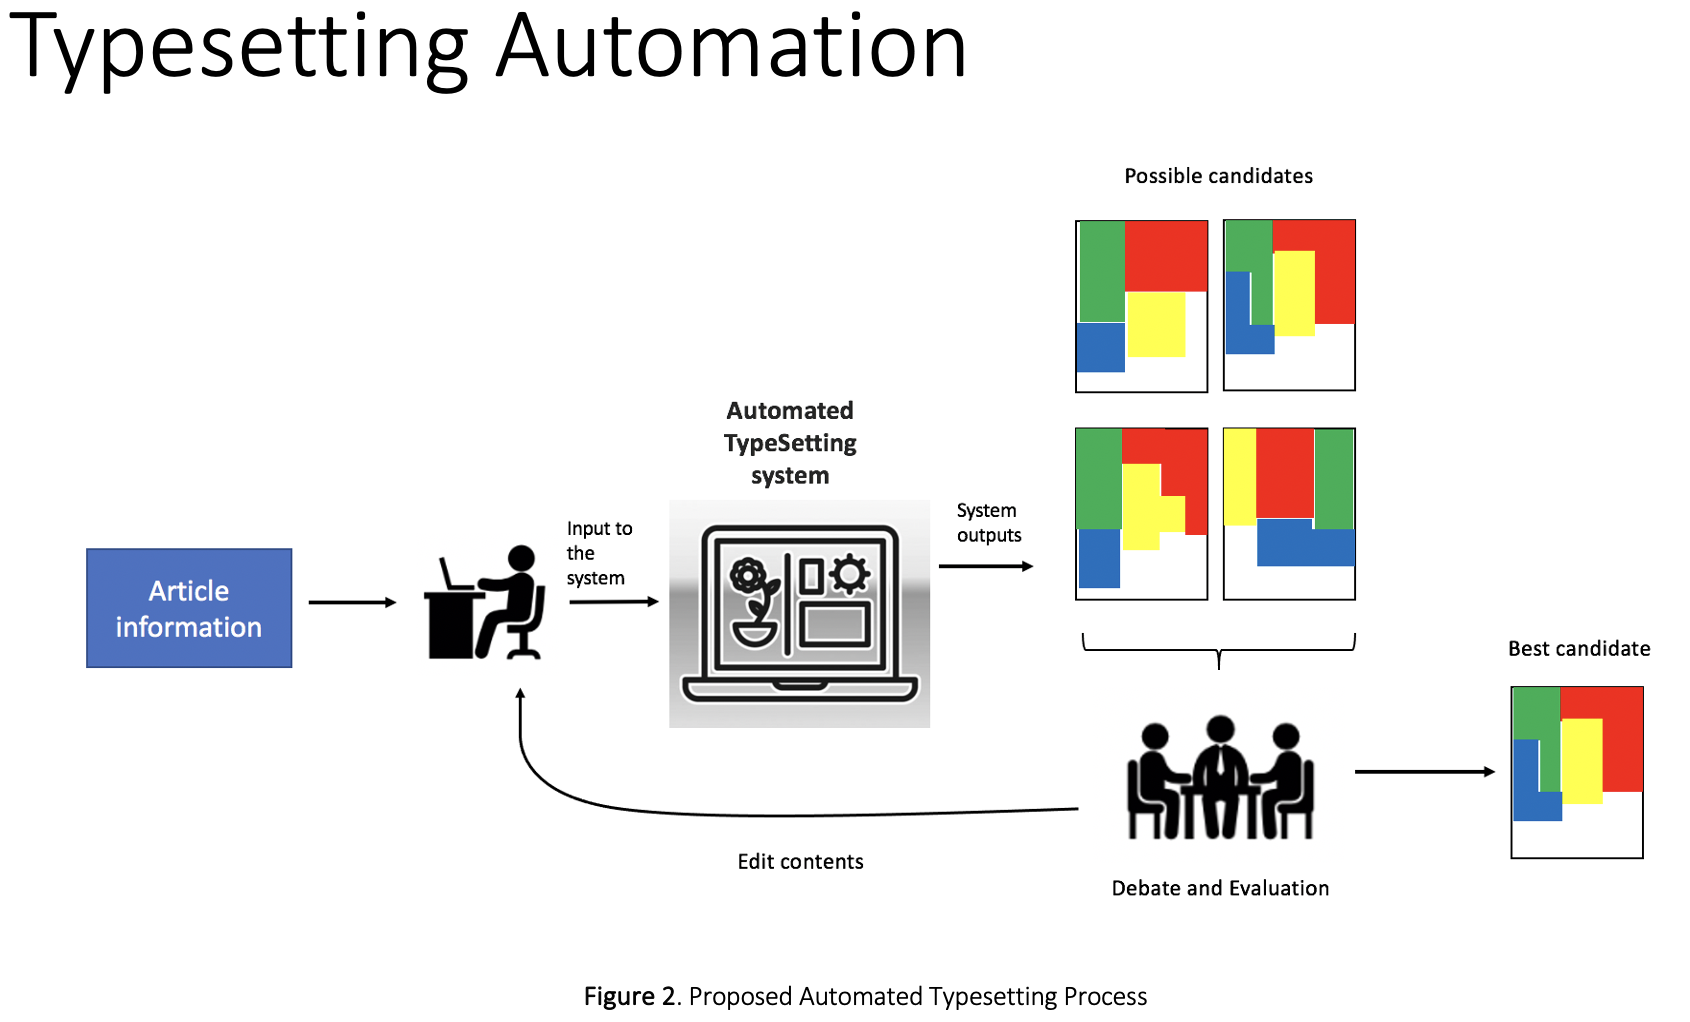 Typesetting Automation
Possible candidates
Automated
TypeSetting
system
System
outputs
Input to
the
system
Article
information
Best candidate
Edit contents
Debate and Evaluation
Figure 2. Proposed Automated Typesetting Process